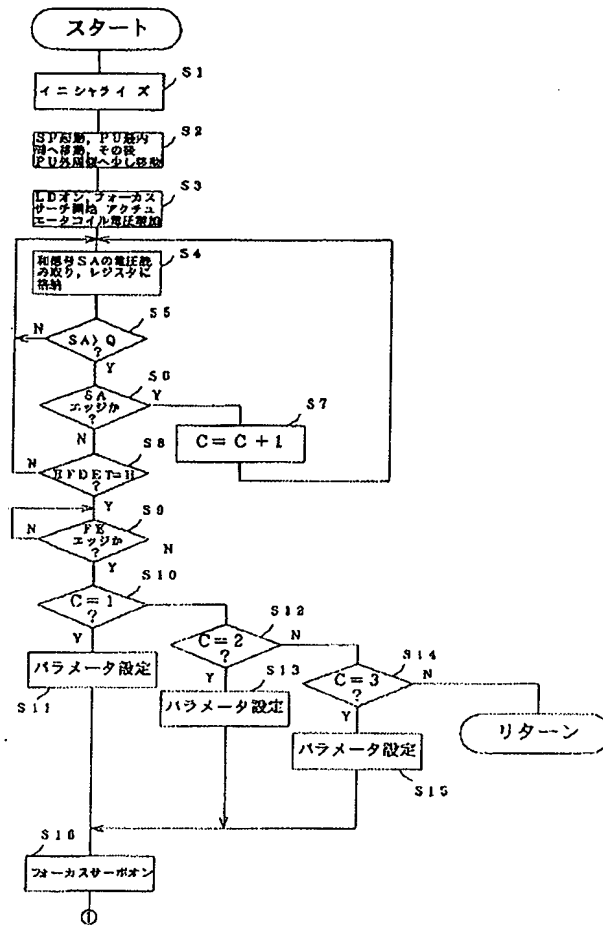 スタート
S1
イニシャライズ
S2
SP起動,PU最内
周へ移動,その後
PU外周側へ少し移動
S3
LDオン,フォーカス
サーチ開始 アクチュ
エータコイル電圧増加
S4
和信号SAの電圧読
み取り,レジスタに
格納
S5
N
SA>Q
?
Y
S6
SA
エッジか
?
Y
S7
C=C+1
N
S8
N
HFDET=H
?
Y
S9
N
FE
エッジか
?
N
Y
S10
C=1
?
S12
C=2
?
N
S14
C=3
?
N
Y
パラメータ設定
S11
Y
S13
パラメータ設定
Y
パラメータ設定
S15
リターン
S16
フォーカスサーボオン
①